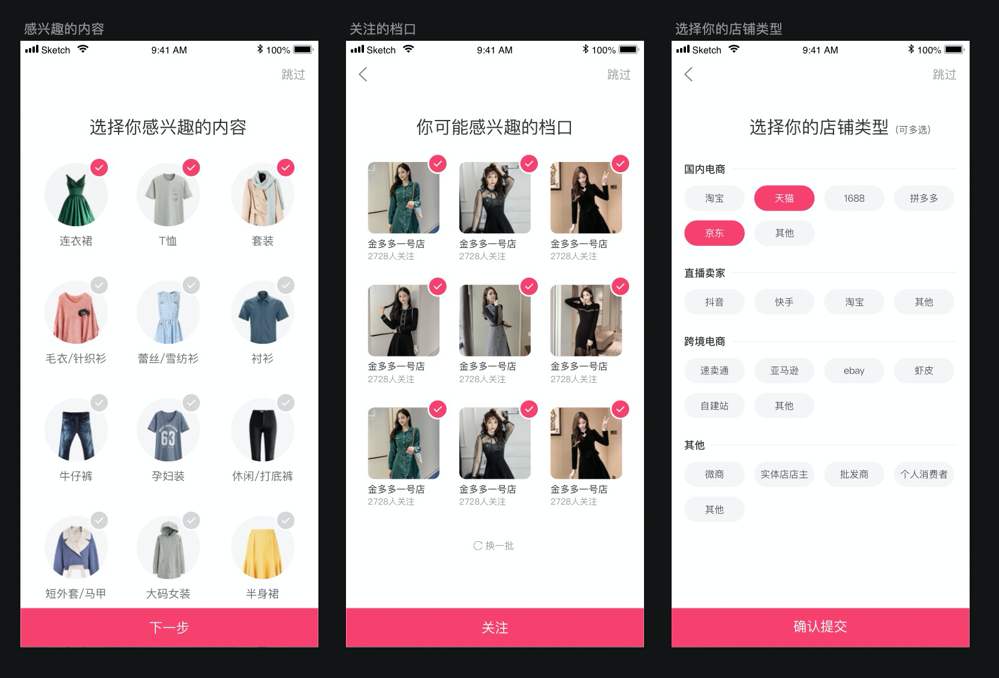 感兴趣的内容
Sketch 9:41 AM 100%
跳过
选择你感兴趣的内容
连衣裙 T恤 套装
毛衣/针织衫 蕾丝/雪纺衫 衬衫
63
牛仔裤 孕妇装 休闲/打底裤
短外套/马甲 大码女装 半身裙
下一步
关注的档口
Sketch 9:41 AM 100%
跳过
你可能感兴趣的档口
金多多一号店 金多多一号店 金多多一号店
2728人关注 2728人关注 2728人关注
金多多一号店 金多多一号店 金多多一号店
2728人关注 2728人关注 2728人关注
金多多一号店 金多多一号店 金多多一号店
2728人关注 2728人关注 2728人关注
换一批
关注
选择你的店铺类型
Sketch 9:41 AM 100%
跳过
选择你的店铺类型 (可多选)
国内电商
淘宝 天猫 1688 拼多多
京东 其他
直播卖家
抖音 快手 淘宝 其他
跨境电商
速卖通 亚马逊 ebay 虾皮
自建站 其他
其他
微商 实体店店主 批发商 个人消费者
其他
确认提交